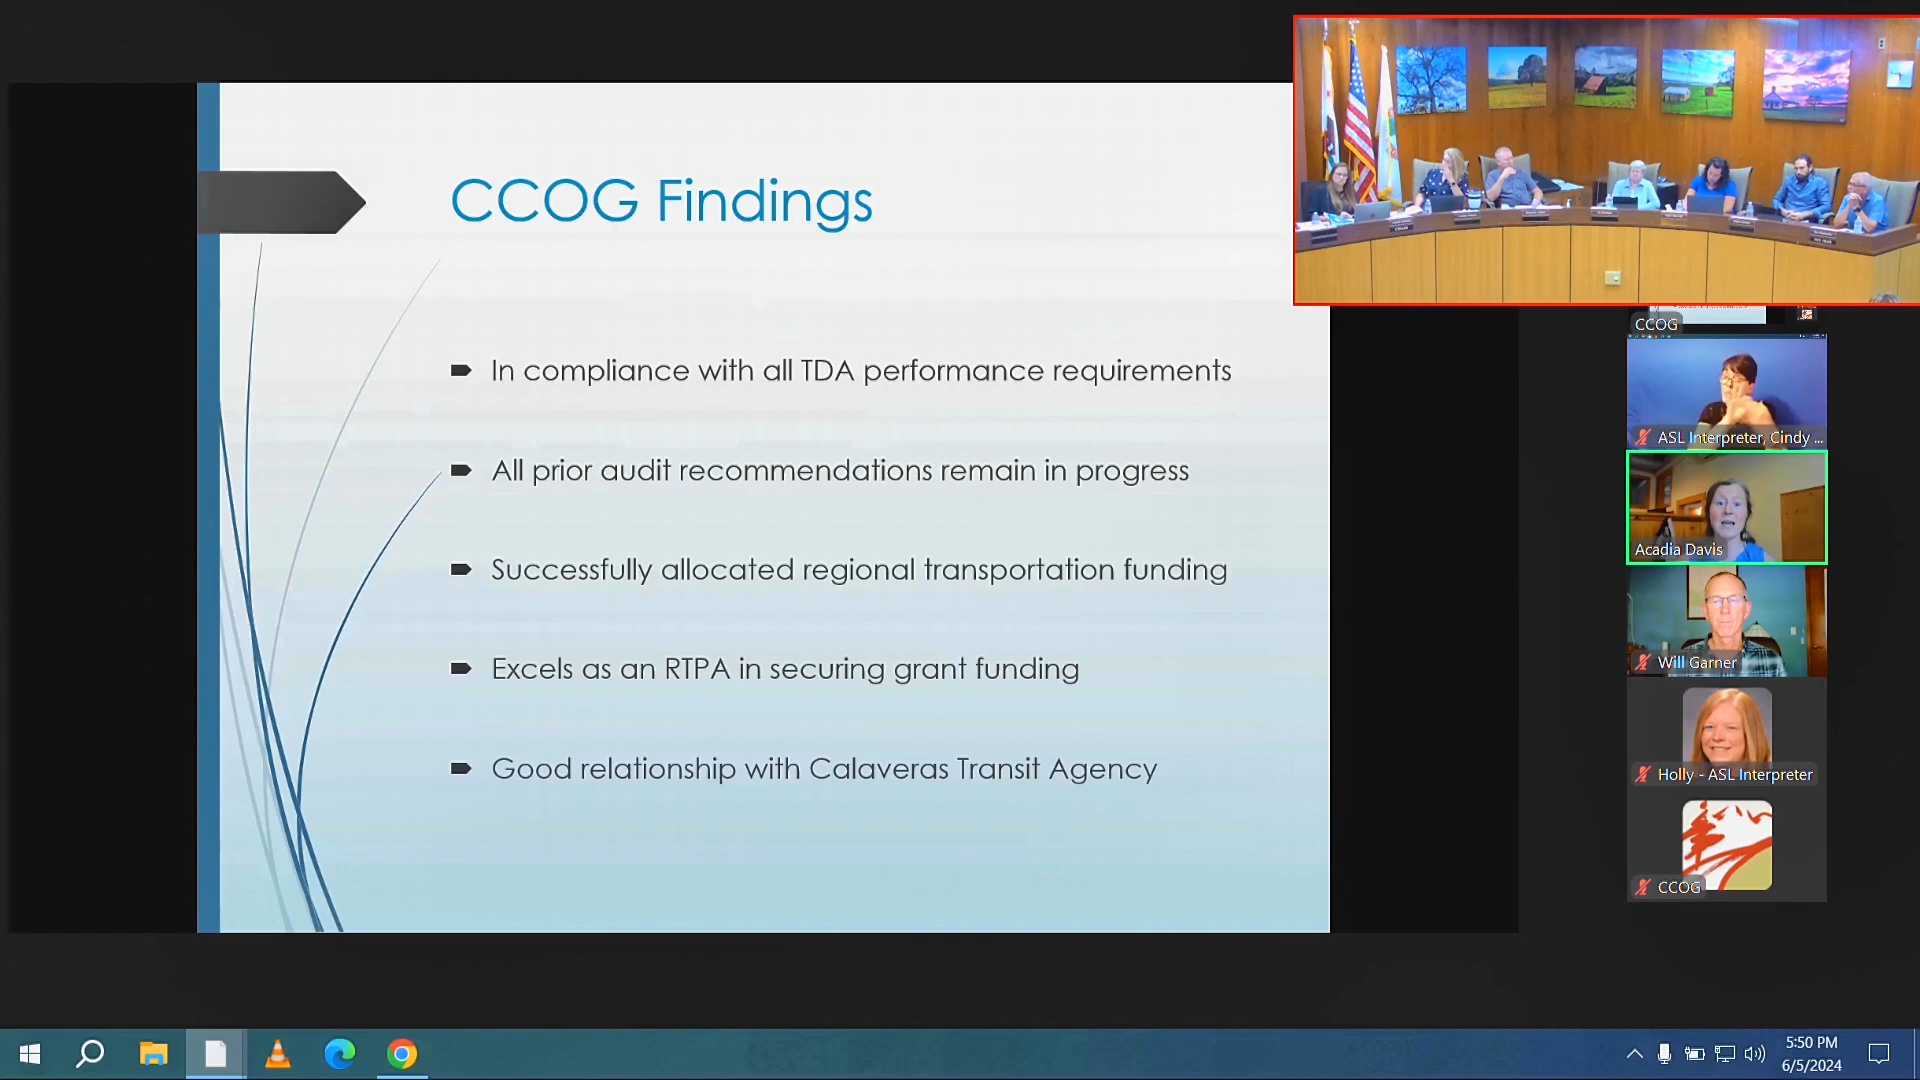 CCOG Findings
In compliance with all TDA performance requirements
All prior audit recommendations remain in progress
Successfully allocated regional transportation funding
Excels as an RTPA in securing grant funding
Good relationship with Calaveras Transit Agency
CCOG
ASL Interpreter, Cindy ...
Acadia Davis
Will Garner
Holly - ASL Interpreter
CCOG
5:50 PM
6/5/2024